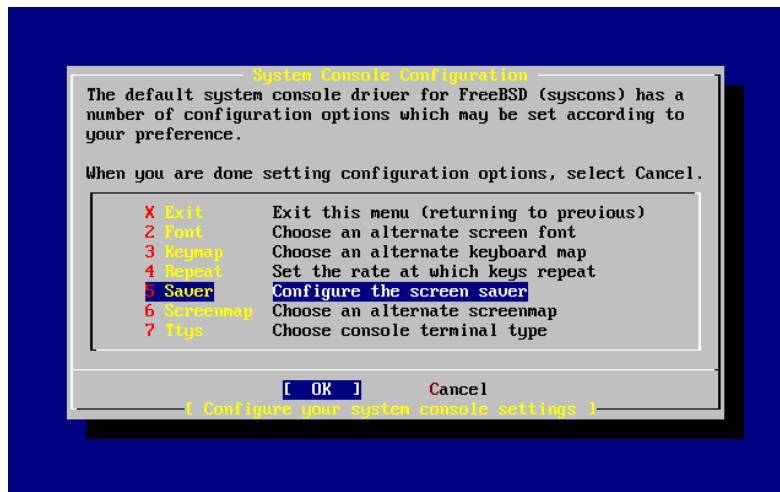 System Console Configuration
The default system console driver for FreeBSD (syscons) has a
number of configuration options which may be set according to
your preference.
When you are done setting configuration options, select Cancel.
X Exit Exit this menu (returning to previous)
2 Font Choose an alternate screen font
3 Keymap Choose an alternate keyboard map
4 Repeat Set the rate at which keys repeat
5 Saver Configure the screen saver
6 Screenmap Choose an alternate screenmap
7 Ttys Choose console terminal type
[ OK ] Cancel
[ Configure your system console settings ]